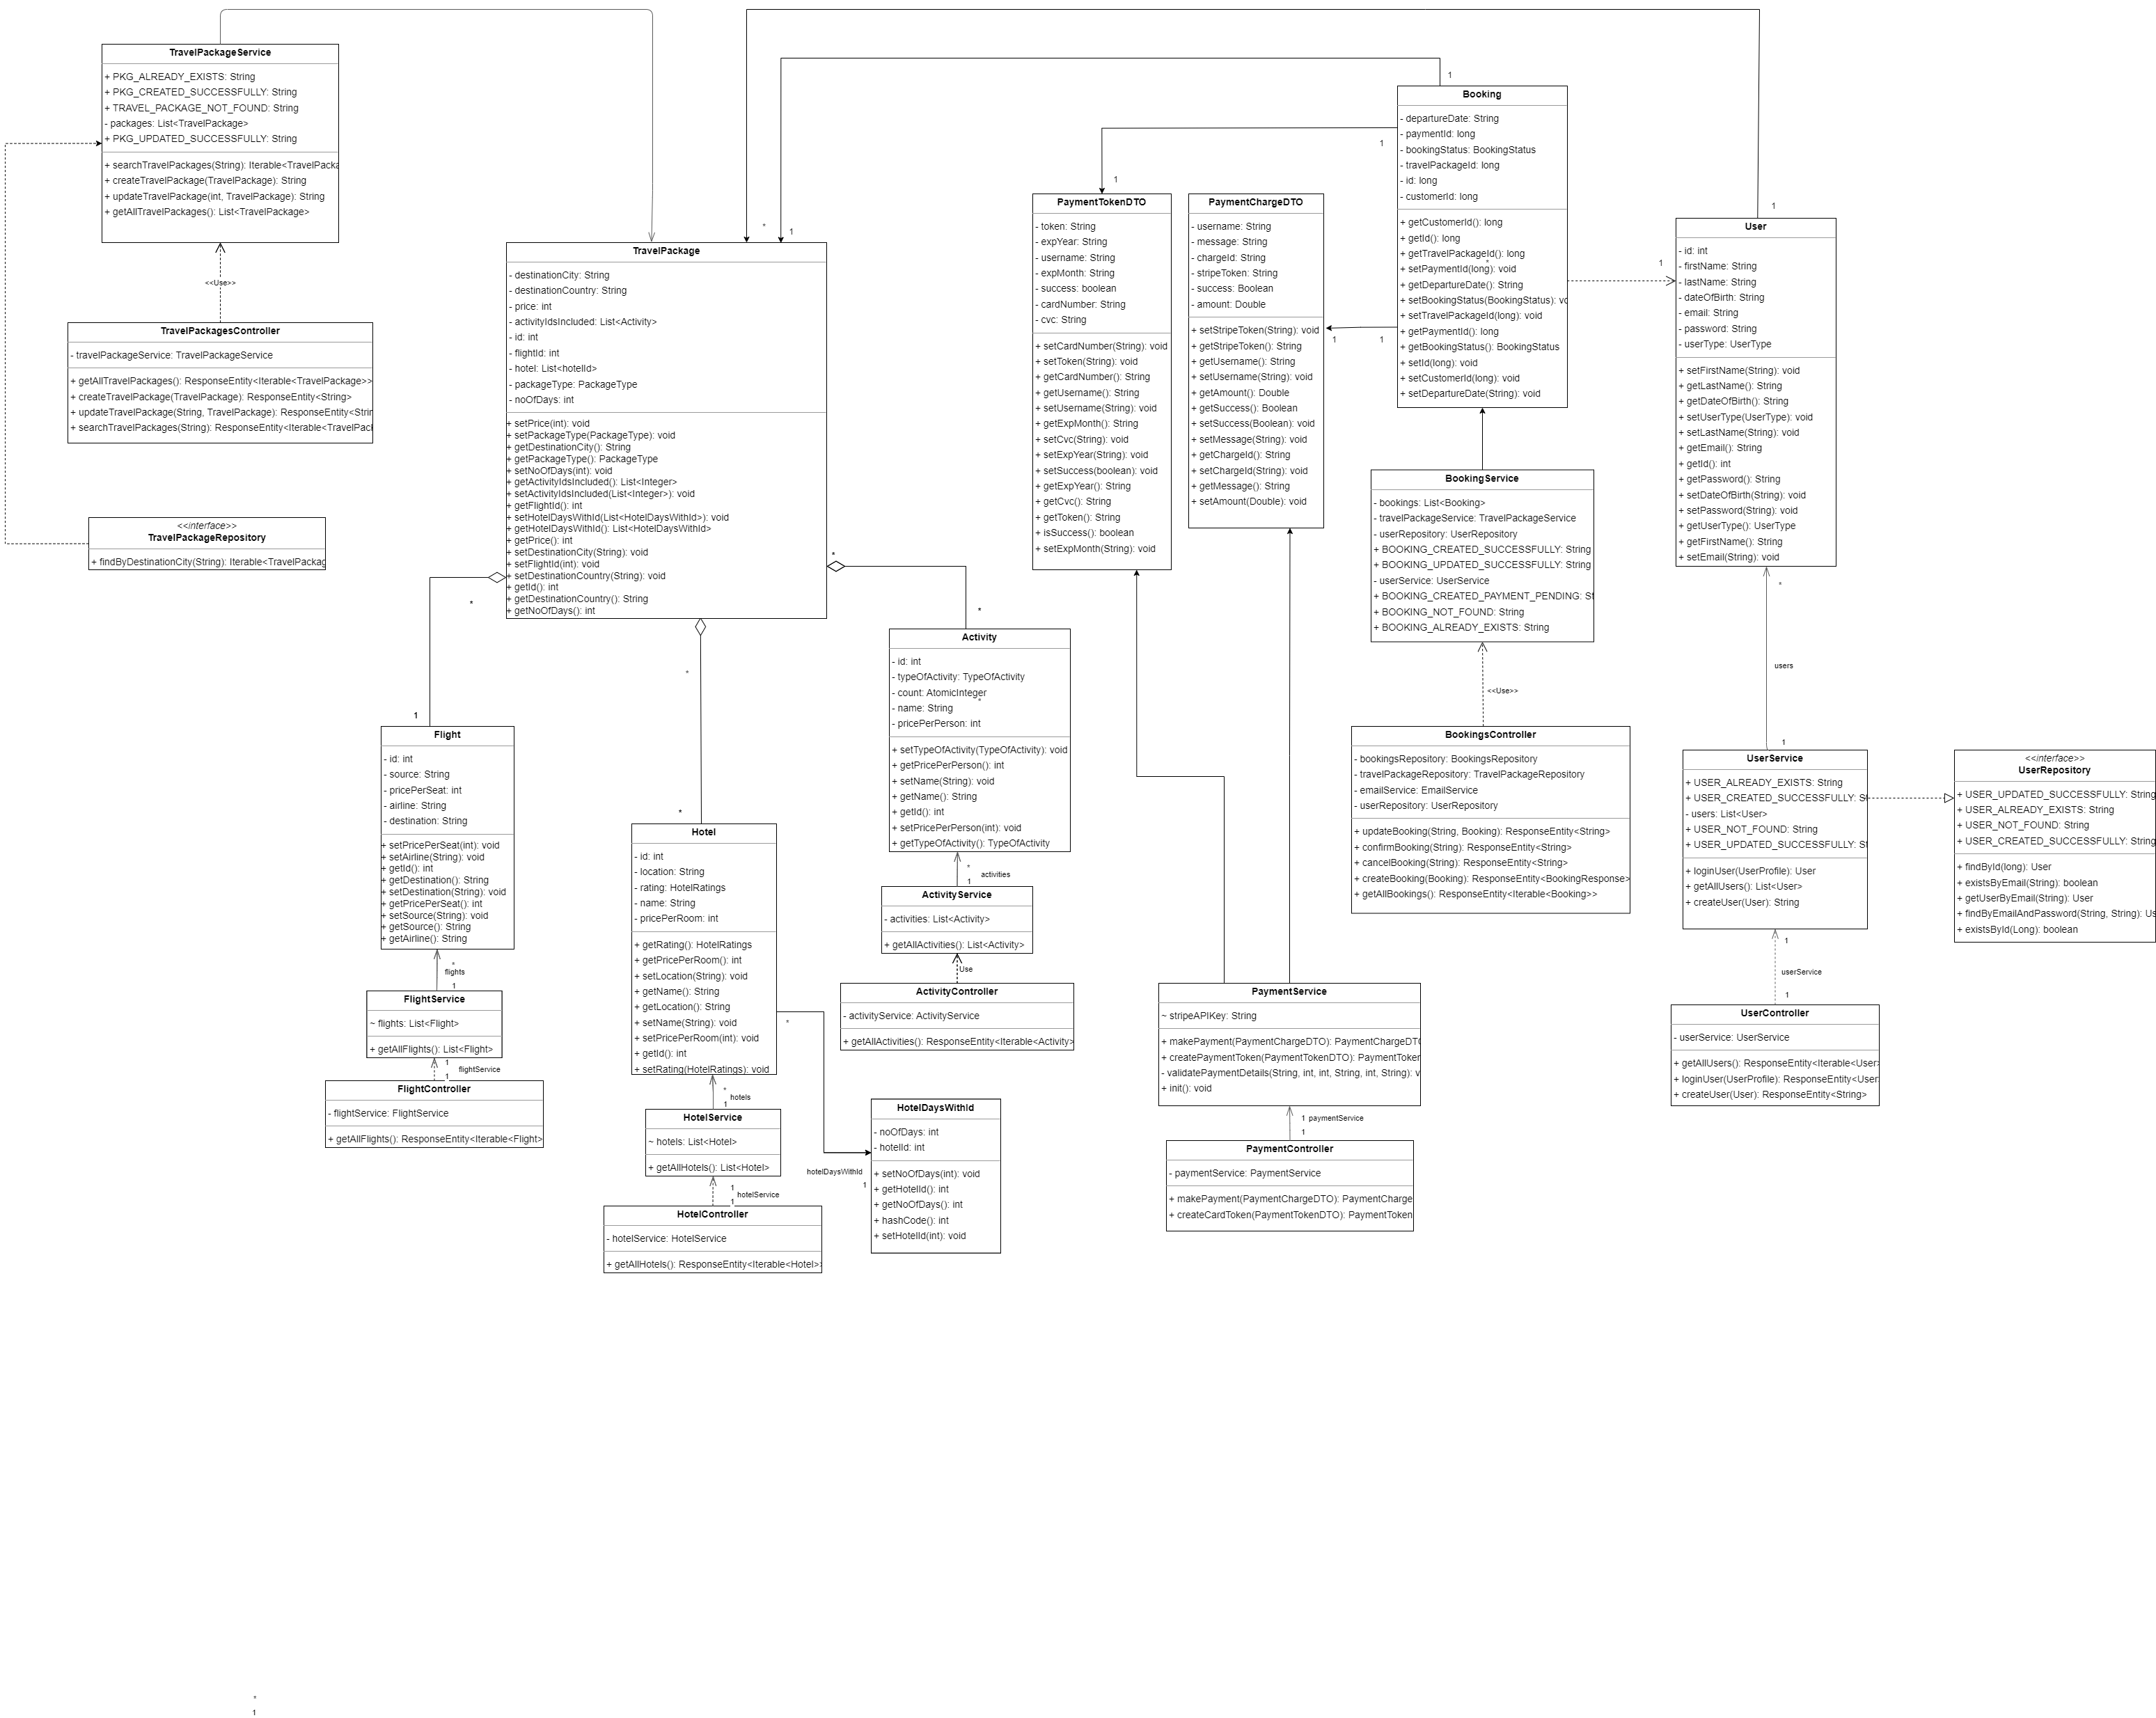 TravelPackageService
+ PKG_ALREADY_EXISTS: String
+ PKG_CREATED_SUCCESSFULLY: String
+ TRAVEL_PACKAGE_NOT_FOUND: String
- packages: List<TravelPackage>
+ PKG_UPDATED_SUCCESSFULLY: String
+ searchTravelPackages(String): Iterable<TravelPacka
+ createTravelPackage(TravelPackage): String
+ updateTravelPackage(int, TravelPackage): String
+ getAllTravelPackages(): List<TravelPackage>
<<Use>>
TravelPackagesController
- travelPackageService: TravelPackageService
+ getAllTravelPackages(): ResponseEntity<Iterable<TravelPackage>>
+ createTravelPackage(TravelPackage): ResponseEntity<String>
+ updateTravelPackage(String, TravelPackage): ResponseEntity<Strin
+ searchTravelPackages(String): ResponseEntity<Iterable<TravelPacl
<<interface>>
TravelPackageRepository
+ findByDestinationCity(String): Iterable<TravelPackag
*
1
TravelPackage
- destinationCity: String
- destinationCountry: String
- price: int
- activityIdsIncluded: List<Activity>
- id: int
- flightId: int
- hotel: List<hotelId>
- packageType: PackageType
- noOfDays: int
+ setPrice(int): void
+ setPackageType(PackageType): void
+ getDestinationCity(): String
+ getPackageType(): PackageType
+ setNoOfDays(int): void
+ getActivityIdsIncluded(): List<Integer>
+ setActivityIdsIncluded(List<Integer>): void
+ getFlightId(): int
+ setHotelDaysWithId(List<HotelDaysWithId>): void
+ getHotelDaysWithId(): List<HotelDaysWithId>
+ getPrice(): int
+ setDestinationCity(String): void
+ setFlightId(int): void
+ setDestinationCountry(String): void
+ getId(): int
+ getDestinationCountry(): String
+ getNoOfDays(): int
*
*
*
*
1
*
Flight
- id: int
- source: String
- pricePerSeat: int
- airline: String
- destination: String
+ setPricePerSeat(int): void
+ setAirline(String): void
+ getId(): int
+ getDestination(): String
+ setDestination(String): void
+ getPricePerSeat(): int
+ setSource(String): void
+ getSource(): String
+ getAirline(): String
*
flights
1
FlightService
~ flights: List<Flight>
+ getAllFlights(): List<Flight>
1
flightService
1
FlightController
- flightService: FlightService
+ getAllFlights(): ResponseEntity<Iterable<Flight>
Hotel
- id: int
- location: String
- rating: HotelRatings
- name: String
- pricePerRoom: int
+ getRating(): HotelRatings
+ getPricePerRoom(): int
+ setLocation(String): void
+ getName(): String
+ getLocation(): String
+ setName(String): void
+ setPricePerRoom(int): void
+ getId(): int
+ setRating(HotelRatings): void
*
*
hotels
1
HotelService
~ hotels: List<Hotel>
+ getAllHotels(): List<Hotel>
1
hotelService
1
HotelController
- hotelService: HotelService
+ getAllHotels(): ResponseEntity<Iterable<Hotel>
hotelDaysWithId
1
HotelDaysWithId
- noOfDays: int
- hotelId: int
+ setNoOfDays(int): void
+ getHotelId(): int
+ getNoOfDays(): int
+ hashCode(): int
+ setHotelId(int): void
Activity
- id: int
- typeOfActivity: TypeOfActivity
- count: AtomicInteger
*
- name: String
- pricePerPerson: int
+ setTypeOfActivity(TypeOfActivity): void
+ getPricePerPerson(): int
+ setName(String): void
+ getName(): String
+ getId(): int
+ setPricePerPerson(int): void
+ getTypeOfActivity(): TypeOfActivity
*
activities
1
ActivityService
- activities: List<Activity>
+ getAllActivities(): List<Activity>
Use
ActivityController
- activityService: ActivityService
+ getAllActivities(): ResponseEntity<Iterable<Activity>
1
PaymentTokenDTO
- token: String
- expYear: String
- username: String
- expMonth: String
- success: boolean
- cardNumber: String
- cvc: String
+ setCardNumber(String): void
+ setToken(String): void
+ getCardNumber(): String
+ getUsername(): String
+ setUsername(String): void
+ getExpMonth(): String
+ setCvc(String): void
+ setExpYear(String): void
+ setSuccess(boolean): void
+ getExpYear(): String
+ getCvc(): String
+ getToken(): String
+ isSuccess(): boolean
+ setExpMonth(String): void
PaymentChargeDTO
- username: String
- message: String
- chargeId: String
- stripeToken: String
- success: Boolean
- amount: Double
+ setStripeToken(String): void
+ getStripeToken(): String
+ getUsername(): String
+ setUsername(String): void
+ getAmount(): Double
+ getSuccess(): Boolean
+ setSuccess(Boolean): void
+ setMessage(String): void
+ getChargeId(): String
+ setChargeId(String): void
+ getMessage(): String
+ setAmount(Double): void
1
1
1
PaymentService
~ stripeAPIKey: String
+ makePayment(PaymentChargeDTO): PaymentChargeDT
+ createPaymentToken(PaymentTokenDTO): PaymentToker
- validatePaymentDetails(String, int, int, String, int, String): v
+ init(): void
1 paymentService
1
PaymentController
- paymentService: PaymentService
+ makePayment(PaymentChargeDTO): PaymentCharge
+ createCardToken(PaymentTokenDTO): PaymentToken
1
1
Booking
- departureDate: String
- paymentId: long
- bookingStatus: BookingStatus
- travelPackageId: long
- id: long
- customerId: long
+ getCustomerId(): long
+ getId(): long
+ getTravelPackageId(): long
*
+ setPaymentId(long): void
+ getDepartureDate(): String
+ setBookingStatus(BookingStatus): vo
+ setTravelPackageId(long): void
+ getPaymentId(): long
+ getBookingStatus(): BookingStatus
+ setId(long): void
+ setCustomerId(long): void
+ setDepartureDate(String): void
BookingService
- bookings: List<Booking>
- travelPackageService: TravelPackageService
- userRepository: UserRepository
+ BOOKING_CREATED_SUCCESSFULLY: String
+ BOOKING_UPDATED_SUCCESSFULLY: String
- userService: UserService
+ BOOKING_CREATED_PAYMENT_PENDING: St
+ BOOKING_NOT_FOUND: String
+ BOOKING_ALREADY_EXISTS: String
<<Use>>
BookingsController
- bookingsRepository: BookingsRepository
- travelPackageRepository: TravelPackageRepository
- emailService: EmailService
- userRepository: UserRepository
+ updateBooking(String, Booking): ResponseEntity<String>
+ confirmBooking(String): ResponseEntity<String>
+ cancelBooking(String): ResponseEntity<String>
+ createBooking(Booking): ResponseEntity<BookingResponse>
+ getAllBookings(): ResponseEntity<Iterable<Booking>>
1
1
User
- id: int
- firstName: String
- lastName: String
- dateOfBirth: String
- email: String
- password: String
- userType: UserType
+ setFirstName(String): void
+ getLastName(): String
+ getDateOfBirth(): String
+ setUserType(UserType): void
+ setLastName(String): void
+ getEmail(): String
+ getId(): int
+ getPassword(): String
+ setDateOfBirth(String): void
+ setPassword(String): void
+ getUserType(): UserType
+ getFirstName(): String
+ setEmail(String): void
*
users
1
UserService
+ USER_ALREADY_EXISTS: String
+ USER_CREATED_SUCCESSFULLY: St
- users: List<User>
+ USER_NOT_FOUND: String
+ USER_UPDATED_SUCCESSFULLY: St
+ loginUser(UserProfile): User
+ getAllUsers(): List<User>
+ createUser(User): String
1
userService
1
UserController
- userService: UserService
+ getAllUsers(): ResponseEntity<Iterable<User>
+ loginUser(UserProfile): ResponseEntity<User
+ createUser(User): ResponseEntity<String>
<<interface>>
UserRepository
+ USER_UPDATED_SUCCESSFULLY: String
+ USER_ALREADY_EXISTS: String
+ USER_NOT_FOUND: String
+ USER_CREATED_SUCCESSFULLY: String
+ findById(long): User
+ existsByEmail(String): boolean
+ getUserByEmail(String): User
+ findByEmailAndPassword(String, String): Us
+ existsById(Long): boolean
*
1